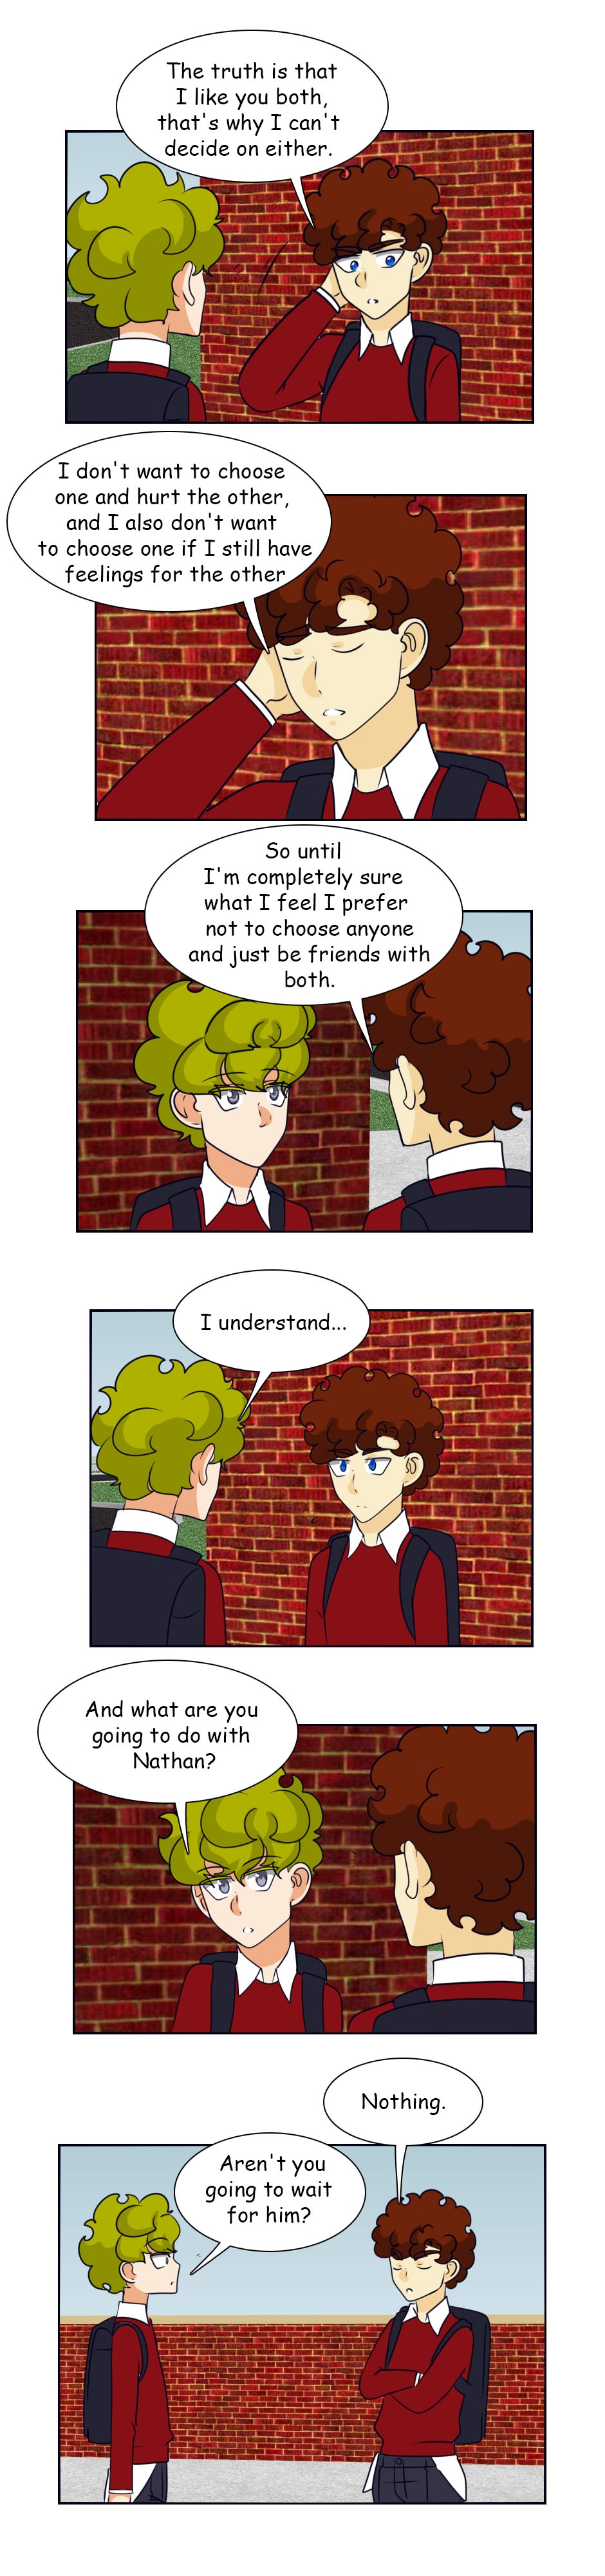 The truth is that
I like you both,
that's why I can't
decide on either.
I don't want to choose
one and hurt the other,
and I also don't want
to choose one if I still have
feelings for the other
So until
I'm completely sure
what I feel I prefer
not to choose anyone
and just be friends with
both.
I understand...
And what are you
going to do with
Nathan?
Nothing.
Aren't you
going to wait
for him?